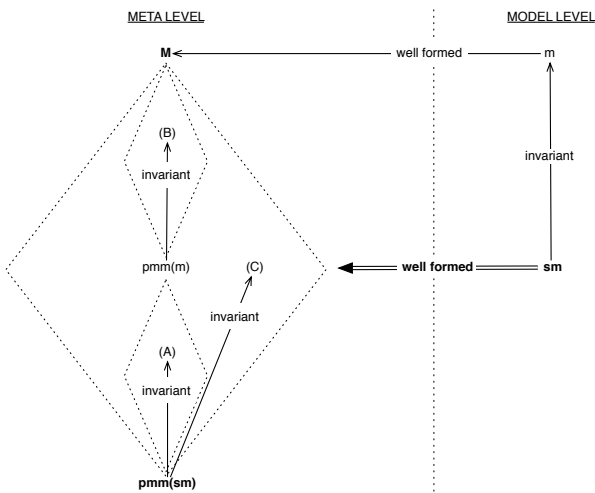 META LEVEL
MODEL LEVEL
M
well formed
m
(B)
invariant
invariant
pmm(m)
(C)
well formed
sm
invariant
(A)
invariant
pmm(sm)